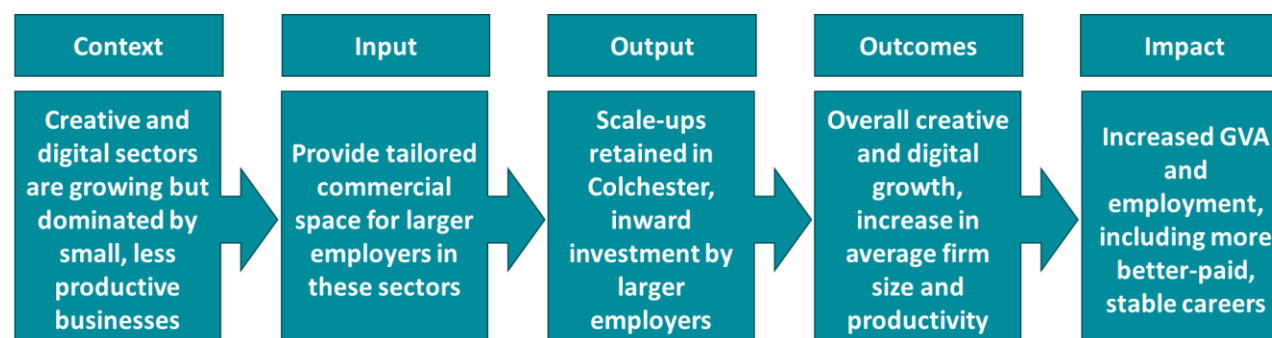 Context
Creative and
digital sectors
are growing but
dominated by
small, less
productive
businesses
Input
Provide tailored
commercial
space for larger
employers in
these sectors
Output
Scale-ups
retained in
Colchester,
inward
investment by
larger
employers
Outcomes
Overall creative
and digital
growth,
increase in
average firm
size and
productivity
Impact
Increased GVA
and
employment,
including more
better-paid,
stable careers